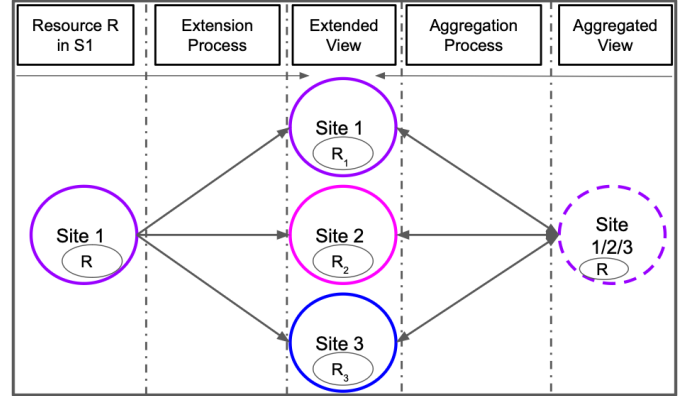 Resource R
in S1
Extension
Process
Extended
View
Aggregation
Process
Aggregated
View
Site 1
R1
Site 1
R
Site 2
R2
Site
1/2/3
R
Site 3
R3